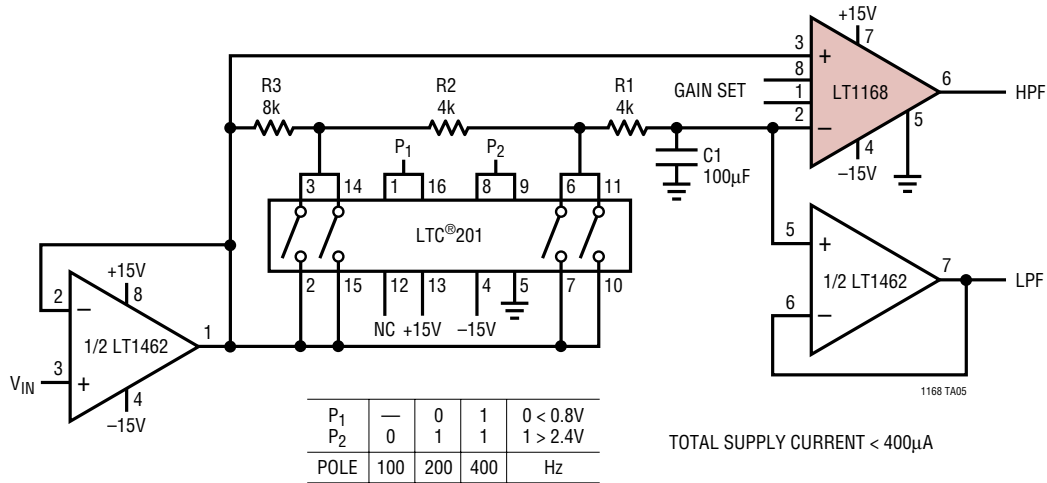 +15V
3
7
+
R3
8k
R2
4k
R1
4k
GAIN SET
8
1
2
LT1168
6
HPF
–
5
4
–15V
P1
P2
C1
100µF
3 14 1 16 8 9 6 11
LTC®201
2 15 12 13 4 5 7 10
NC +15V –15V
5
+
1/2 LT1462
7
LPF
6
–
+15V
2
8
–
1/2 LT1462
1
VIN
3
+
4
–15V
1168 TA05
P1 — 0 1 0 < 0.8V
P2 0 1 1 1 > 2.4V
POLE 100 200 400 Hz
TOTAL SUPPLY CURRENT < 400µA